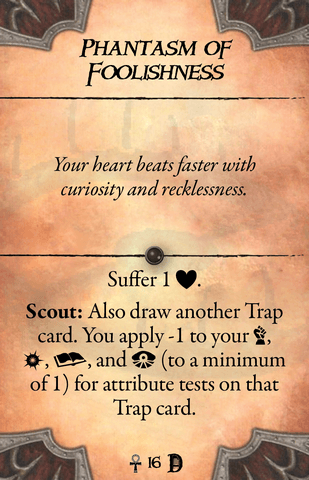 Phantasm of
Foolishness
Your heart beats faster with
curiosity and recklessness.
Suffer 1 ♥.
Scout: Also draw another Trap
card. You apply -1 to your ,
, , and (to a minimum
of 1) for attribute tests on that
Trap card.
☥ 16 D